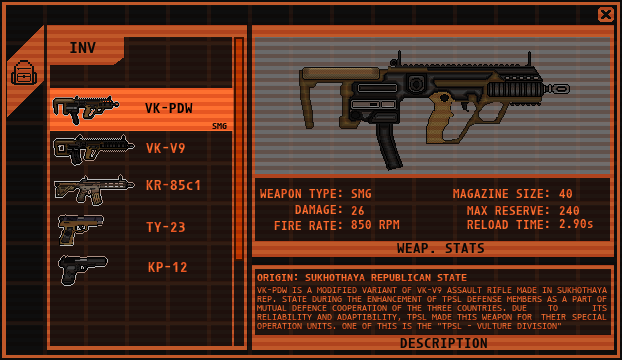 INV
VK-PDW
SMG
VK-V9
KR-85c1
TY-23
KP-12
WEAPON TYPE: SMG
DAMAGE: 26
FIRE RATE: 850 RPM
MAGAZINE SIZE: 40
MAX RESERVE: 240
RELOAD TIME: 2.90s
WEAP. STATS
ORIGIN: SUKHOTHAYA REPUBLICAN STATE
VK-PDW IS A MODIFIED VARIANT OF VK-V9 ASSAULT RIFLE MADE IN SUKHOTHAYA
REP. STATE DURING THE ENHANCEMENT OF TPSL DEFENSE MEMBERS AS A PART OF
MUTUAL DEFENCE COOPERATION OF THE THREE COUNTRIES. DUE TO ITS
RELIABILITY AND ADAPTIBILITY, TPSL MADE THIS WEAPON FOR THEIR SPECIAL
OPERATION UNITS. ONE OF THIS IS THE "TPSL - VULTURE DIVISION"
DESCRIPTION